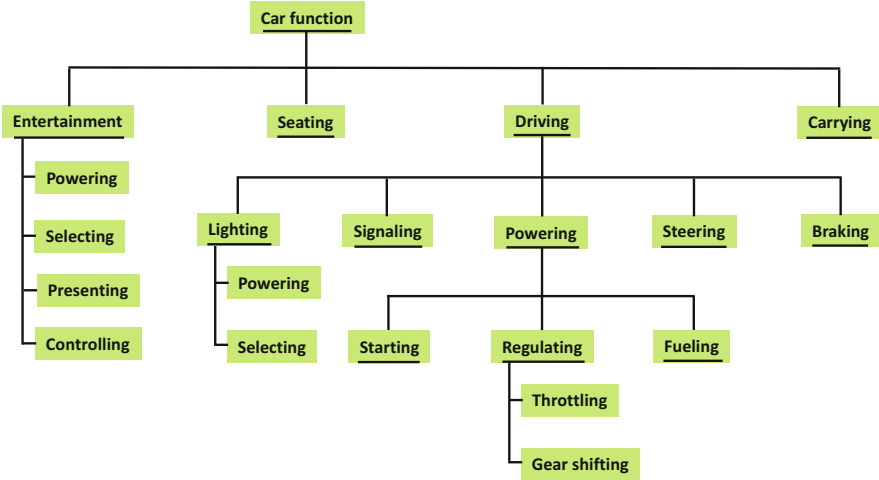 Car function
Entertainment
Seating
Driving
Carrying
Powering
Selecting
Presenting
Controlling
Lighting
Signaling
Powering
Steering
Braking
Powering
Selecting
Starting
Regulating
Fueling
Throttling
Gear shifting